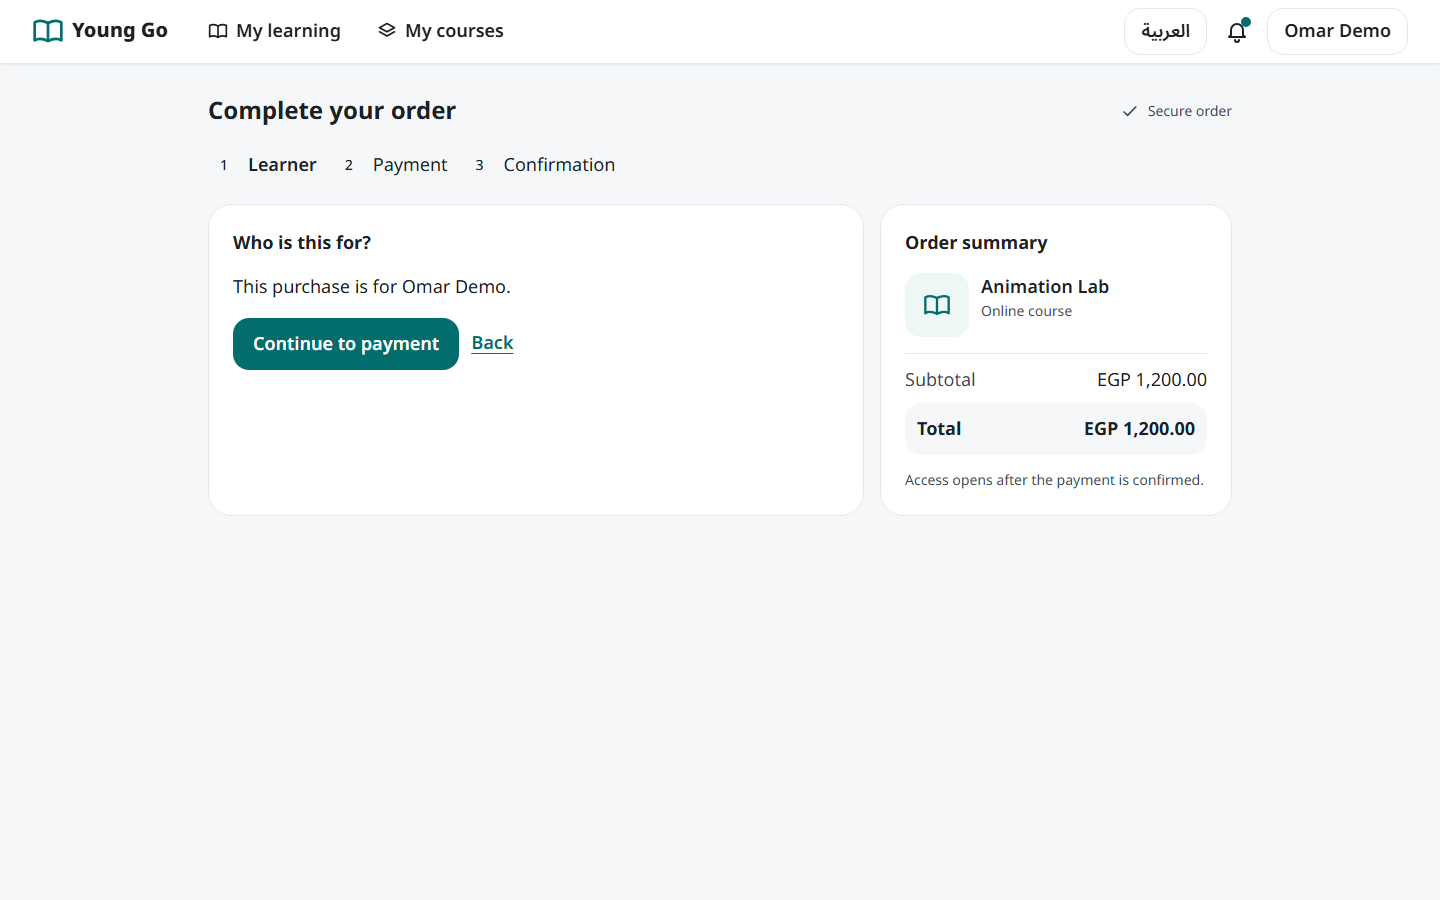 Young Go
My learning
My courses
العربية
Omar Demo
Complete your order
Secure order
1 Learner 2 Payment 3 Confirmation
Who is this for?
This purchase is for Omar Demo.
Continue to payment Back
Order summary
Animation Lab
Online course
Subtotal EGP 1,200.00
Total EGP 1,200.00
Access opens after the payment is confirmed.